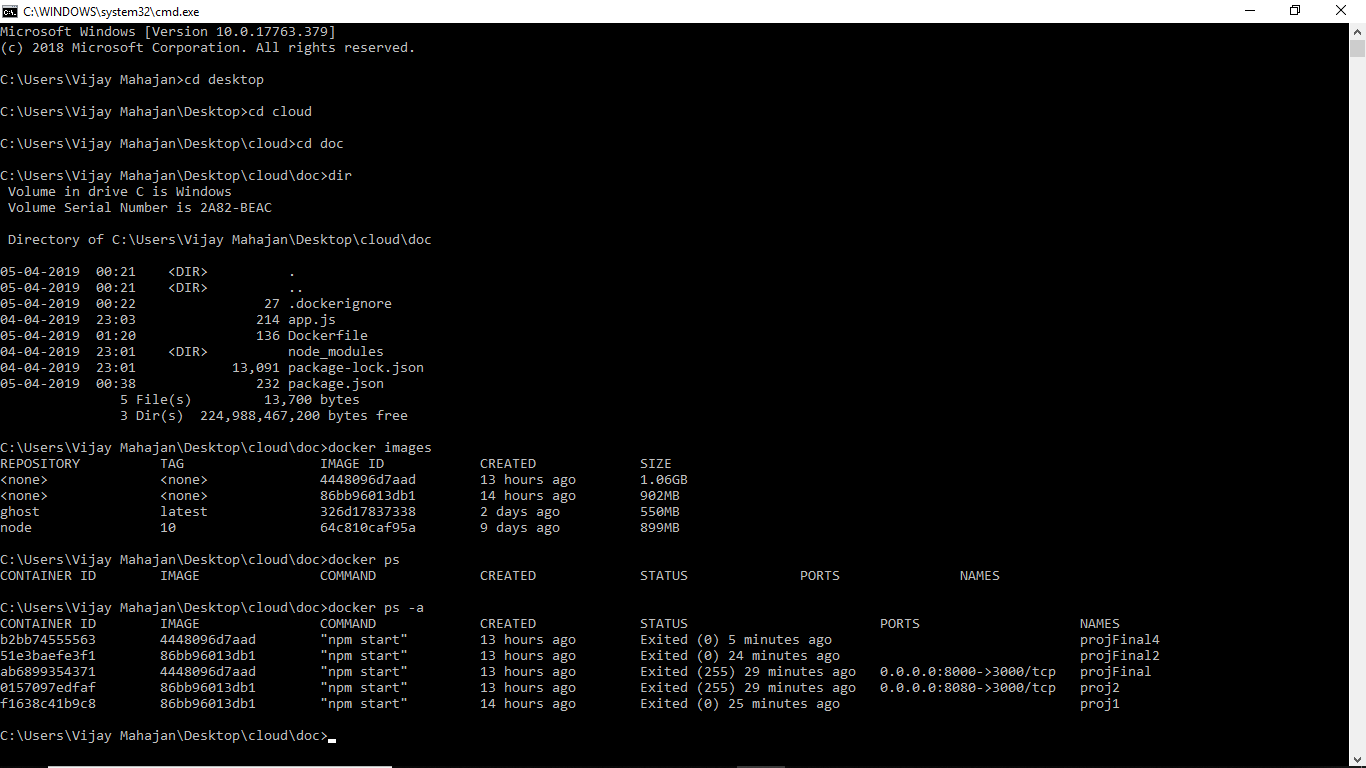 C:\WINDOWS\system32\cmd.exe
Microsoft Windows [Version 10.0.17763.379]
(c) 2018 Microsoft Corporation. All rights reserved.
C:\Users\Vijay Mahajan>cd desktop
C:\Users\Vijay Mahajan\Desktop>cd cloud
C:\Users\Vijay Mahajan\Desktop\cloud>cd doc
C:\Users\Vijay Mahajan\Desktop\cloud\doc>dir
 Volume in drive C is Windows
 Volume Serial Number is 2A82-BEAC
 Directory of C:\Users\Vijay Mahajan\Desktop\cloud\doc
05-04-2019  00:21    <DIR>          .
05-04-2019  00:21    <DIR>          ..
05-04-2019  00:22                27 .dockerignore
04-04-2019  23:03               214 app.js
05-04-2019  01:20               136 Dockerfile
04-04-2019  23:01    <DIR>          node_modules
04-04-2019  23:01            13,091 package-lock.json
05-04-2019  00:38               232 package.json
               5 File(s)         13,700 bytes
               3 Dir(s)  224,988,467,200 bytes free
C:\Users\Vijay Mahajan\Desktop\cloud\doc>docker images
REPOSITORY          TAG                 IMAGE ID            CREATED             SIZE
<none>              <none>              4448096d7aad        13 hours ago        1.06GB
<none>              <none>              86bb96013db1        14 hours ago        902MB
ghost               latest              326d17837338        2 days ago          550MB
node                10                  64c810caf95a        9 days ago          899MB
C:\Users\Vijay Mahajan\Desktop\cloud\doc>docker ps
CONTAINER ID        IMAGE               COMMAND             CREATED             STATUS              PORTS               NAMES
C:\Users\Vijay Mahajan\Desktop\cloud\doc>docker ps -a
CONTAINER ID        IMAGE               COMMAND             CREATED             STATUS                        PORTS                    NAMES
b2bb74555563        4448096d7aad        "npm start"         13 hours ago        Exited (0) 5 minutes ago                               projFinal4
51e3baefe3f1        86bb96013db1        "npm start"         13 hours ago        Exited (0) 24 minutes ago                              projFinal2
ab6899354371        4448096d7aad        "npm start"         13 hours ago        Exited (255) 29 minutes ago   0.0.0.0:8000->3000/tcp   projFinal
0157097edfaf        86bb96013db1        "npm start"         13 hours ago        Exited (255) 29 minutes ago   0.0.0.0:8080->3000/tcp   proj2
f1638c41b9c8        86bb96013db1        "npm start"         14 hours ago        Exited (0) 25 minutes ago                              proj1
C:\Users\Vijay Mahajan\Desktop\cloud\doc>